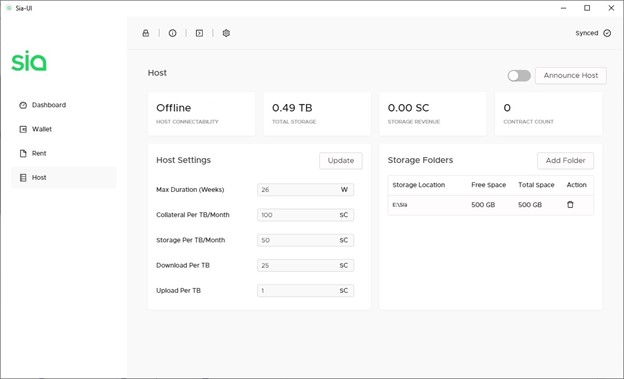 Sia-UI
Synced
sia
Host
Announce Host
Dashboard
Wallet
Rent
Host
Offline
HOST CONNECTABILITY
0.49 TB
TOTAL STORAGE
0.00 SC
STORAGE REVENUE
0
CONTRACT COUNT
Host Settings
Update
Max Duration (Weeks) 26 W
Collateral Per TB/Month 100 SC
Storage Per TB/Month 50 SC
Download Per TB 25 SC
Upload Per TB 1 SC
Storage Folders
Add Folder
Storage Location Free Space Total Space Action
E:\Sia 500 GB 500 GB